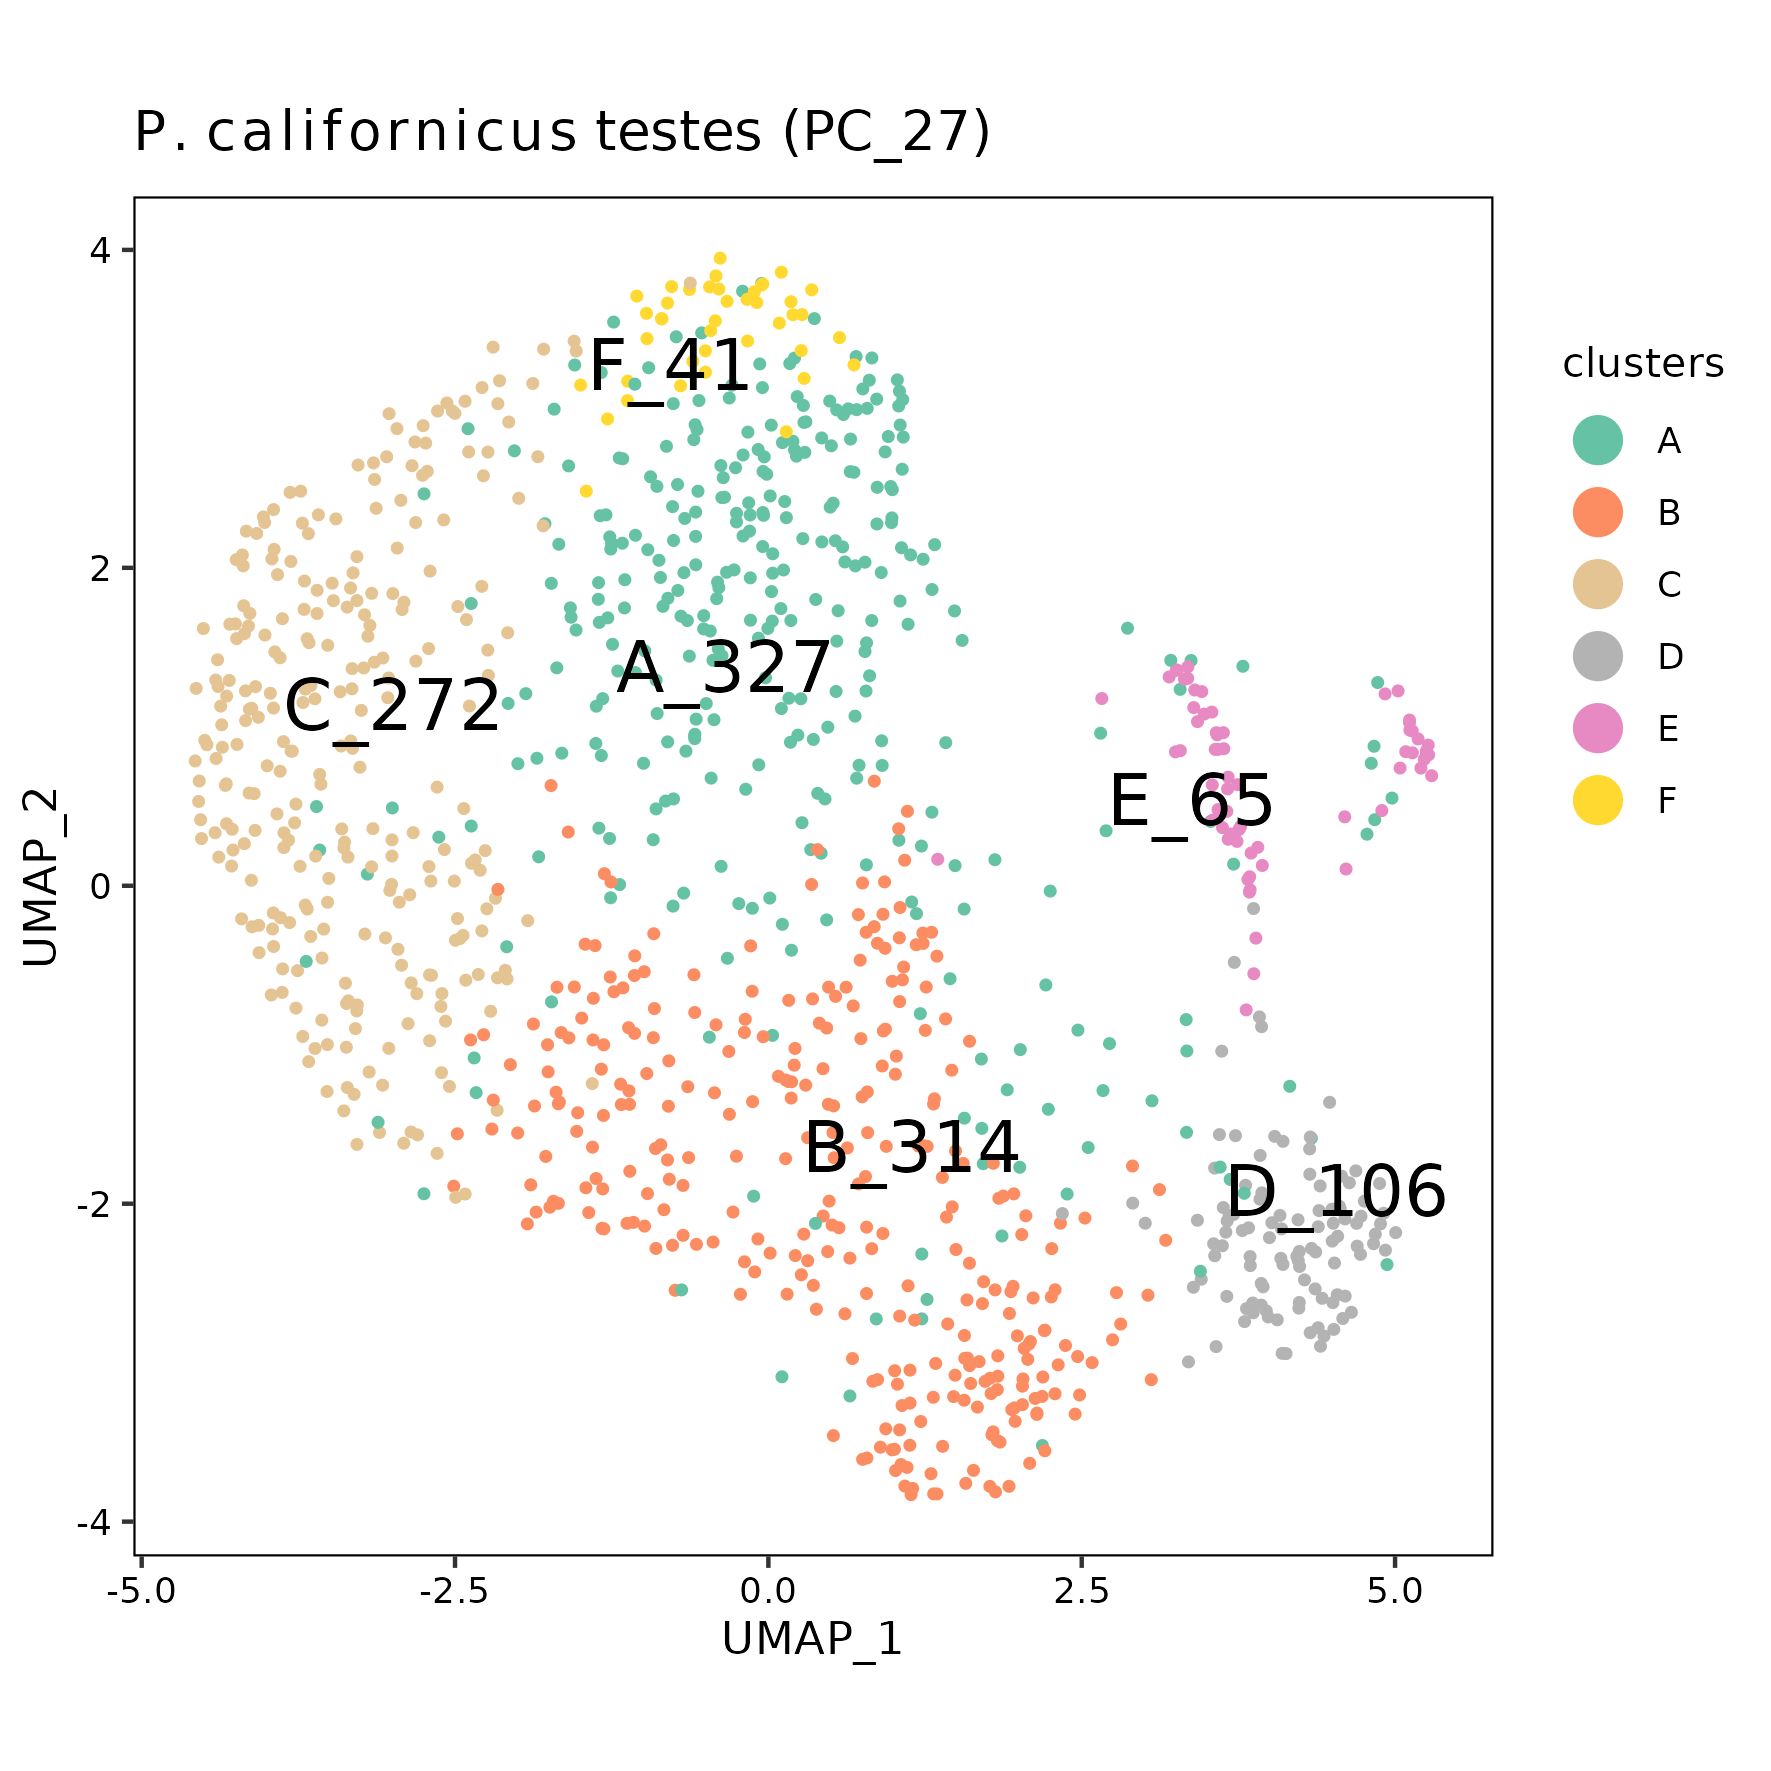 P. californicus testes (PC_27)
4
2
0
-2
-4
UMAP_2
F_41
A_327
C_272
E_65
B_314
D_106
-5.0 -2.5 0.0 2.5 5.0
UMAP_1
clusters
A
B
C
D
E
F